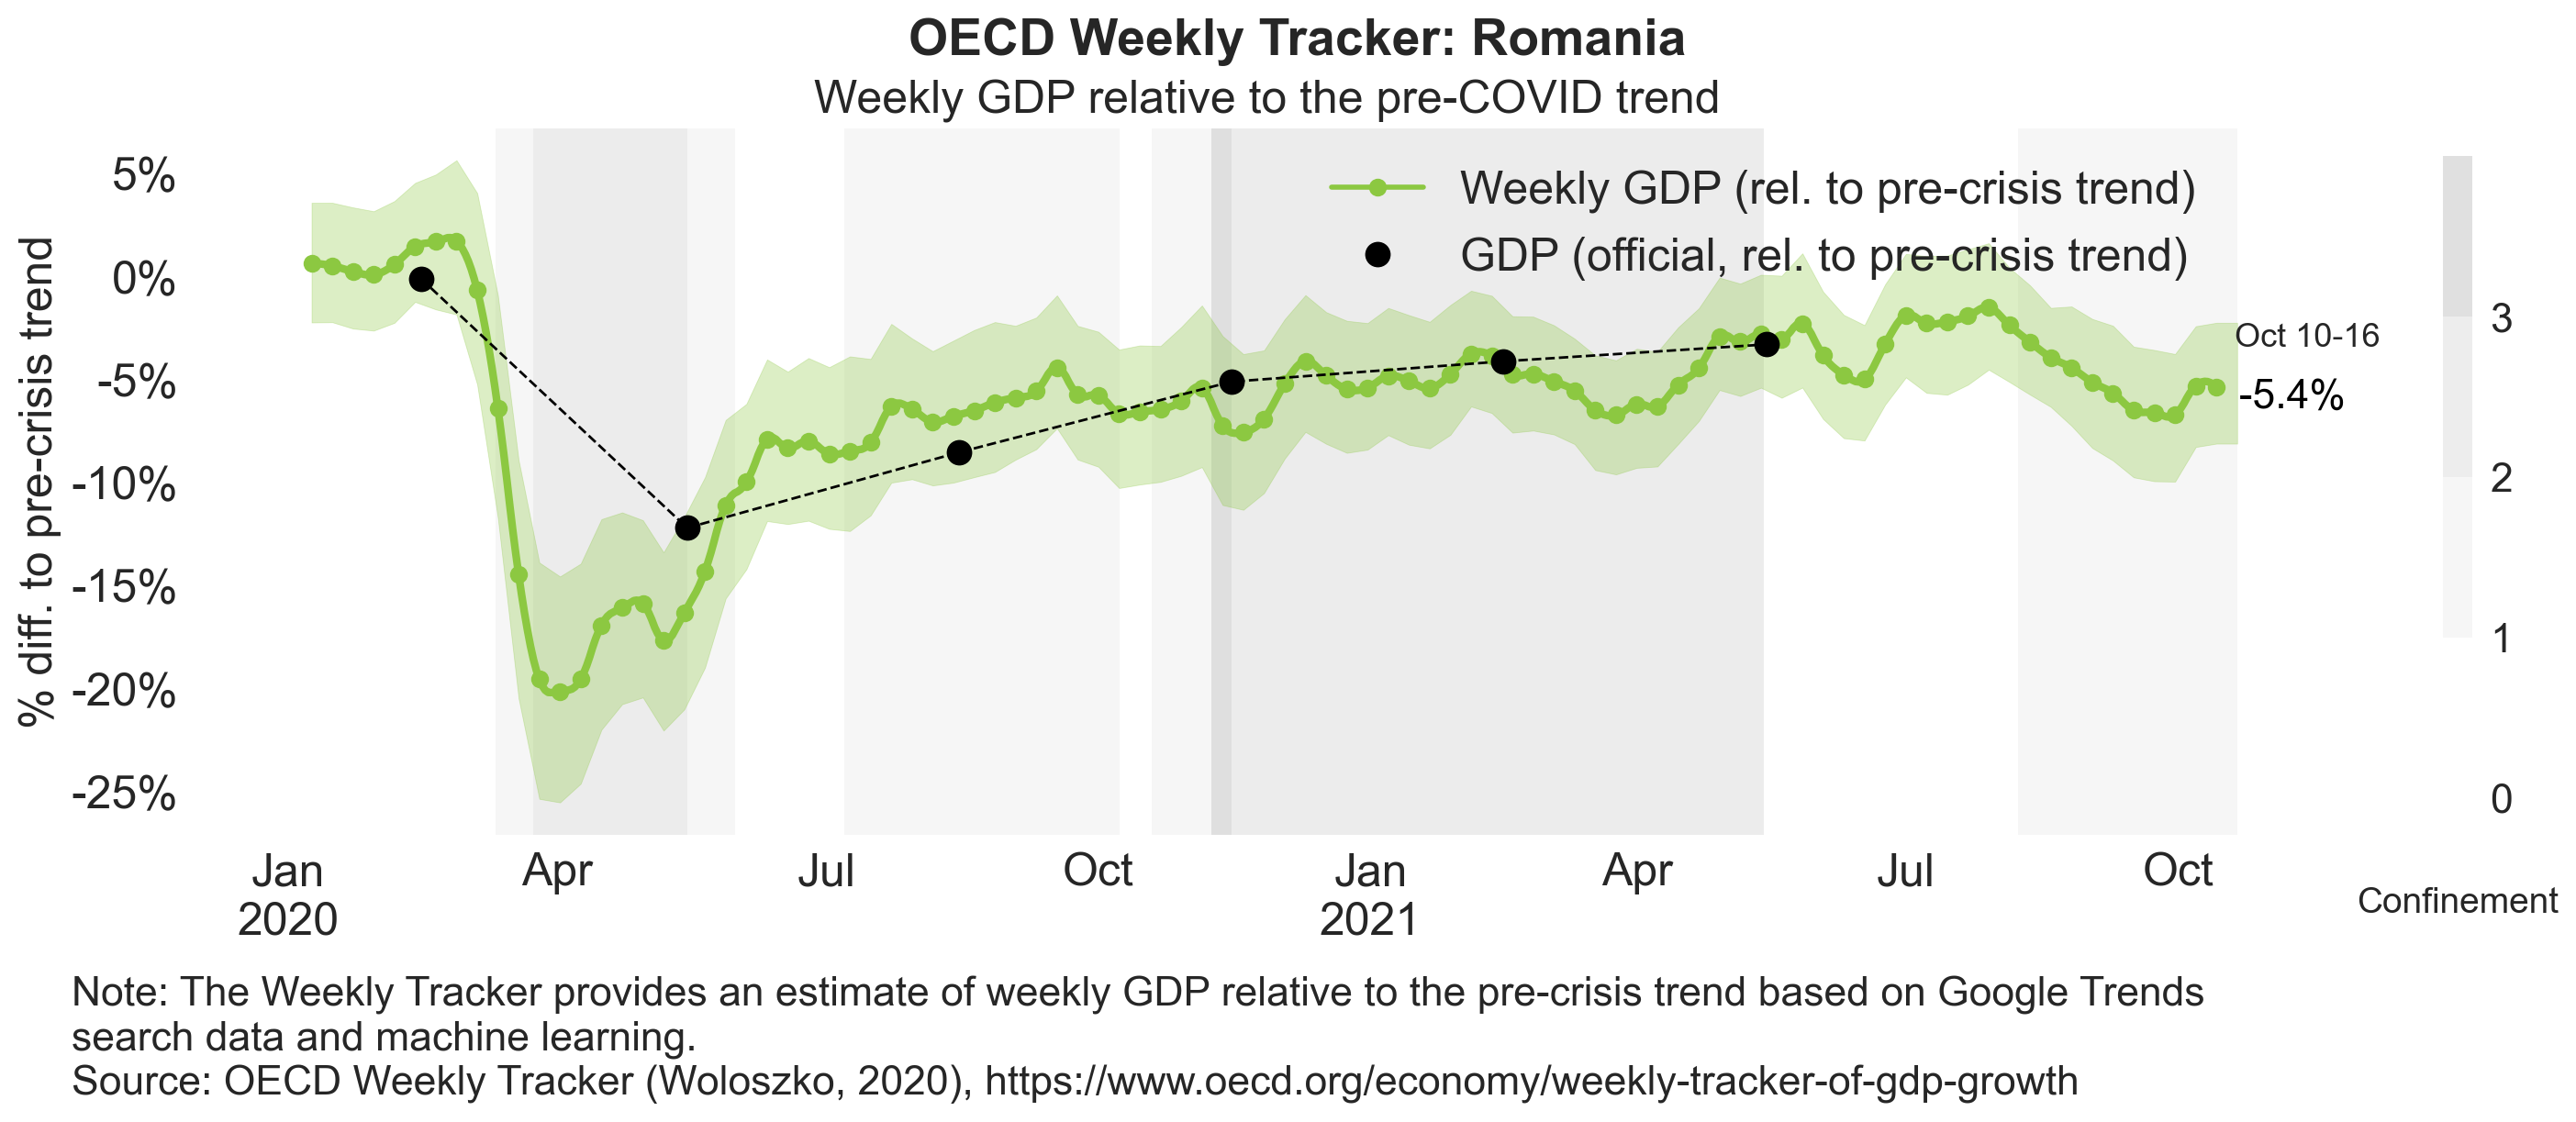 OECD Weekly Tracker: Romania
Weekly GDP relative to the pre-COVID trend
% diff. to pre-crisis trend
5%
0%
-5%
-10%
-15%
-20%
-25%
Weekly GDP (rel. to pre-crisis trend)
GDP (official, rel. to pre-crisis trend)
Oct 10-16
-5.4%
3
2
1
0
Confinement
Jan Apr Jul Oct Jan Apr Jul Oct
2020 2021
Note: The Weekly Tracker provides an estimate of weekly GDP relative to the pre-crisis trend based on Google Trends
search data and machine learning.
Source: OECD Weekly Tracker (Woloszko, 2020), https://www.oecd.org/economy/weekly-tracker-of-gdp-growth